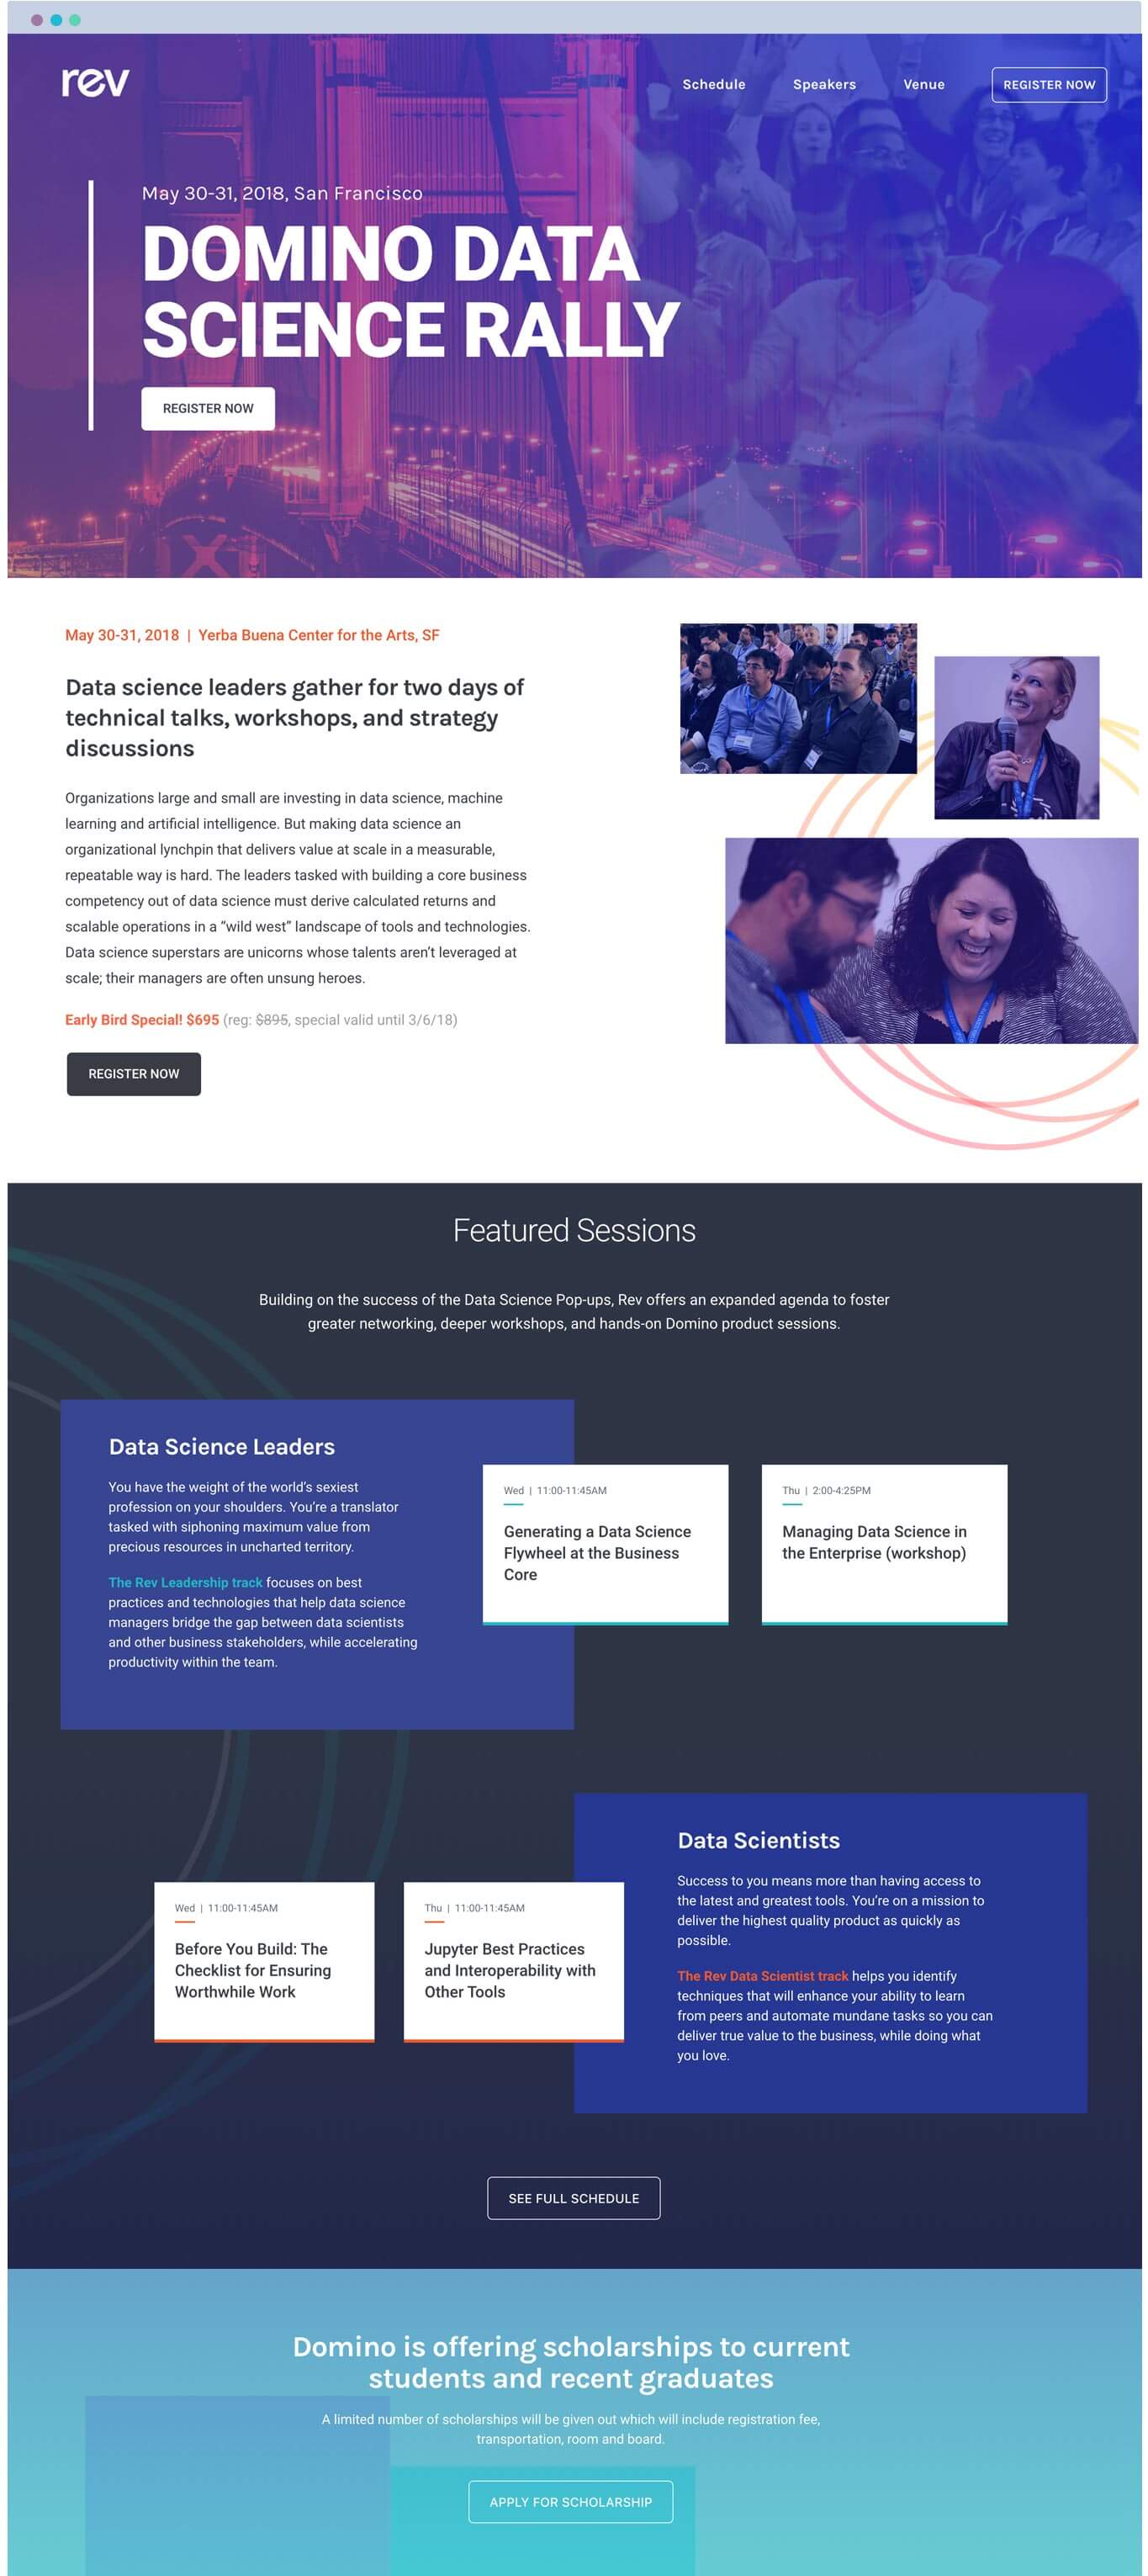 rev
Schedule
Speakers
Venue
REGISTER NOW
May 30-31, 2018, San Francisco
DOMINO DATA
SCIENCE RALLY
REGISTER NOW
May 30-31, 2018 | Yerba Buena Center for the Arts, SF
Data science leaders gather for two days of
technical talks, workshops, and strategy
discussions
Organizations large and small are investing in data science, machine
learning and artificial intelligence. But making data science an
organizational lynchpin that delivers value at scale in a measurable,
repeatable way is hard. The leaders tasked with building a core business
competency out of data science must derive calculated returns and
scalable operations in a “wild west” landscape of tools and technologies.
Data science superstars are unicorns whose talents aren’t leveraged at
scale; their managers are often unsung heroes.
Early Bird Special! $695 (reg: $895, special valid until 3/6/18)
REGISTER NOW
Featured Sessions
Building on the success of the Data Science Pop-ups, Rev offers an expanded agenda to foster
greater networking, deeper workshops, and hands-on Domino product sessions.
Data Science Leaders
You have the weight of the world’s sexiest
profession on your shoulders. You’re a translator
tasked with siphoning maximum value from
precious resources in uncharted territory.
The Rev Leadership track focuses on best
practices and technologies that help data science
managers bridge the gap between data scientists
and other business stakeholders, while accelerating
productivity within the team.
Wed | 11:00-11:45AM
Generating a Data Science
Flywheel at the Business
Core
Thu | 2:00-4:25PM
Managing Data Science in
the Enterprise (workshop)
Wed | 11:00-11:45AM
Before You Build: The
Checklist for Ensuring
Worthwhile Work
Thu | 11:00-11:45AM
Jupyter Best Practices
and Interoperability with
Other Tools
Data Scientists
Success to you means more than having access to
the latest and greatest tools. You’re on a mission to
deliver the highest quality product as quickly as
possible.
The Rev Data Scientist track helps you identify
techniques that will enhance your ability to learn
from peers and automate mundane tasks so you can
deliver true value to the business, while doing what
you love.
SEE FULL SCHEDULE
Domino is offering scholarships to current
students and recent graduates
A limited number of scholarships will be given out which will include registration fee,
transportation, room and board.
APPLY FOR SCHOLARSHIP